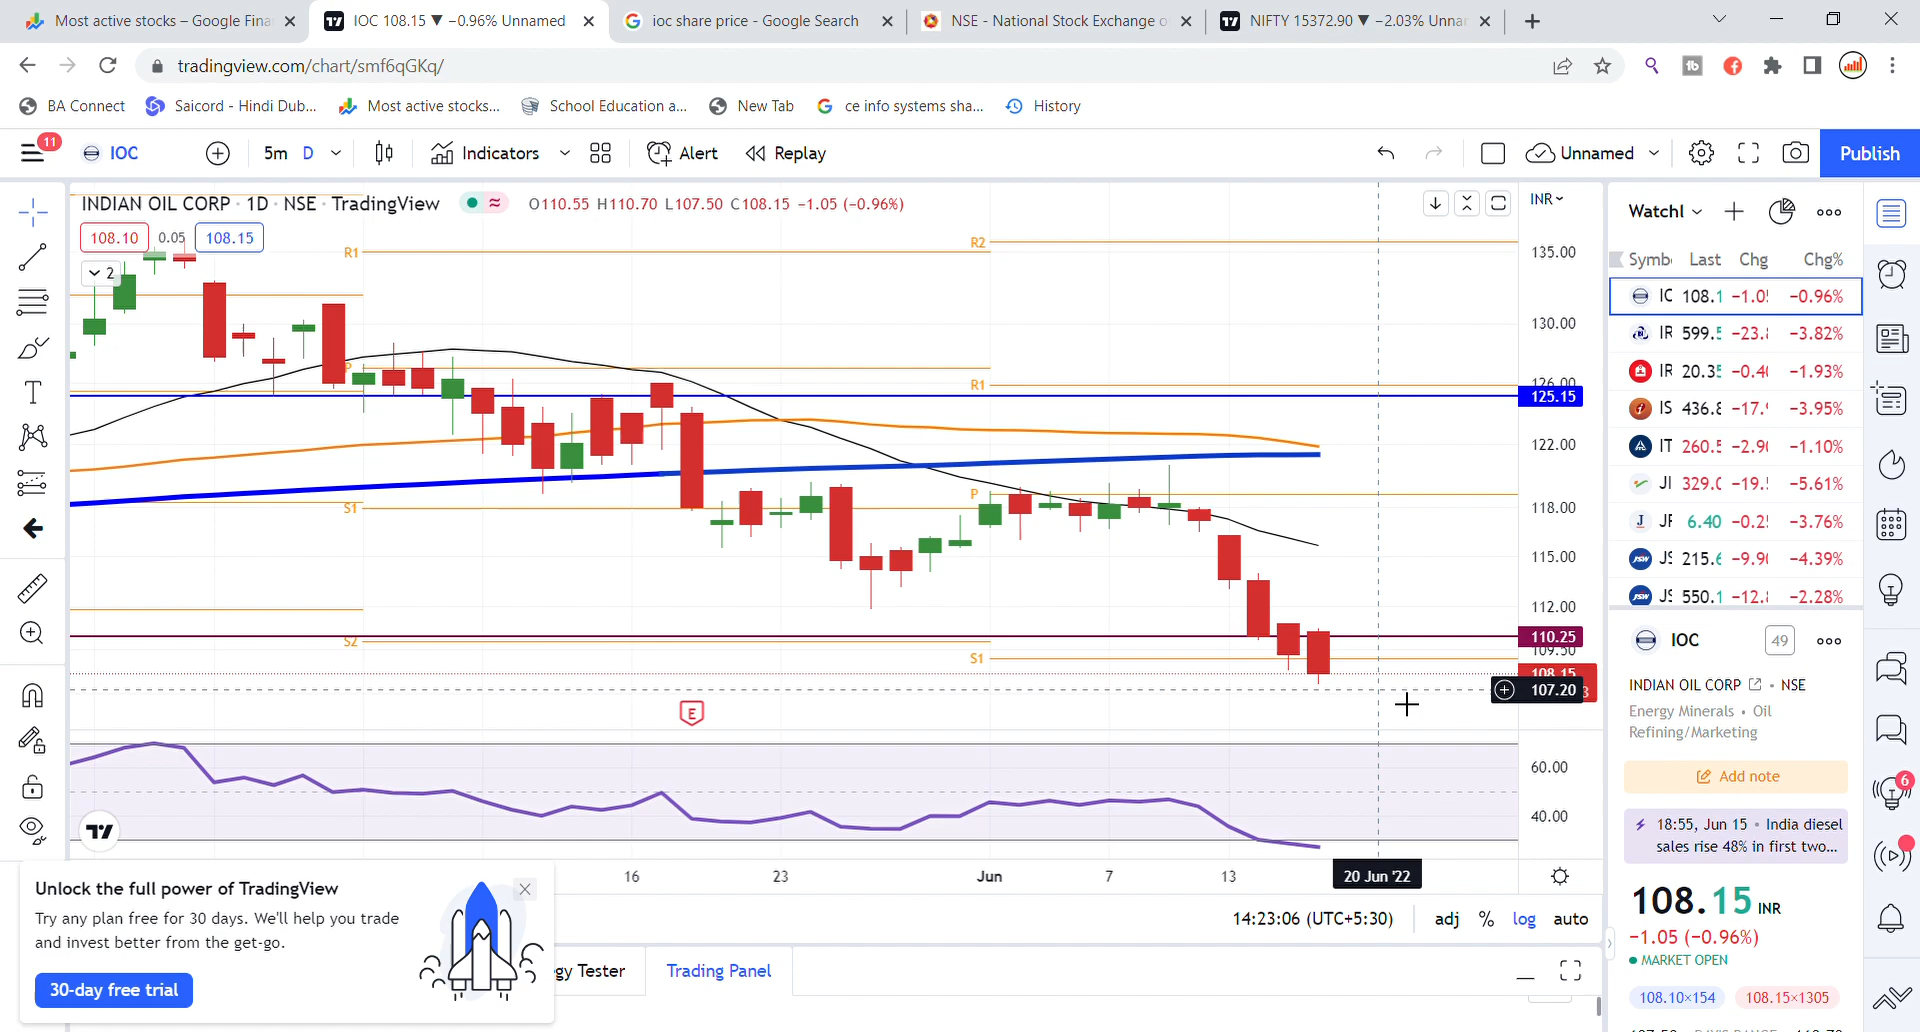 Most active stocks – Google Fina
IOC 108.15 ▼ −0.96% Unnamed
ioc share price - Google Search
NSE - National Stock Exchange o
NIFTY 15372.90 ▼ −2.03% Unna
tradingview.com/chart/smf6qGKq/
BA Connect
Saicord - Hindi Dub...
Most active stocks...
School Education a...
New Tab
ce info systems sha...
History
11
IOC
5m D
Indicators
Alert
Replay
Unnamed
Publish
INDIAN OIL CORP · 1D · NSE · TradingView
O110.55 H110.70 L107.50 C108.15 −1.05 (−0.96%)
108.10 0.05 108.15
2
INR
R1
R2
P
R1
S1
P
S2
S1
E
135.00
130.00
126.00
125.15
122.00
118.00
115.00
112.00
110.25
109.50
108.15
107.20
60.00
40.00
16 23 Jun 7 13 20 Jun '22
14:23:06 (UTC+5:30) adj % log auto
gy Tester
Trading Panel
Unlock the full power of TradingView
Try any plan free for 30 days. We'll help you trade
and invest better from the get-go.
30-day free trial
Watchl
Symb Last Chg Chg%
IC 108.1 −1.05 −0.96%
IR 599.5 −23.8 −3.82%
IR 20.35 −0.40 −1.93%
IS 436.8 −17.9 −3.95%
IT 260.5 −2.90 −1.10%
JI 329.0 −19.5 −5.61%
JF 6.40 −0.25 −3.76%
JS 215.6 −9.90 −4.39%
JS 550.1 −12.8 −2.28%
IOC
49
INDIAN OIL CORP • NSE
Energy Minerals • Oil
Refining/Marketing
Add note
18:55, Jun 15 • India diesel
sales rise 48% in first two...
108.15 INR
−1.05 (−0.96%)
MARKET OPEN
108.10×154 108.15×1305
6